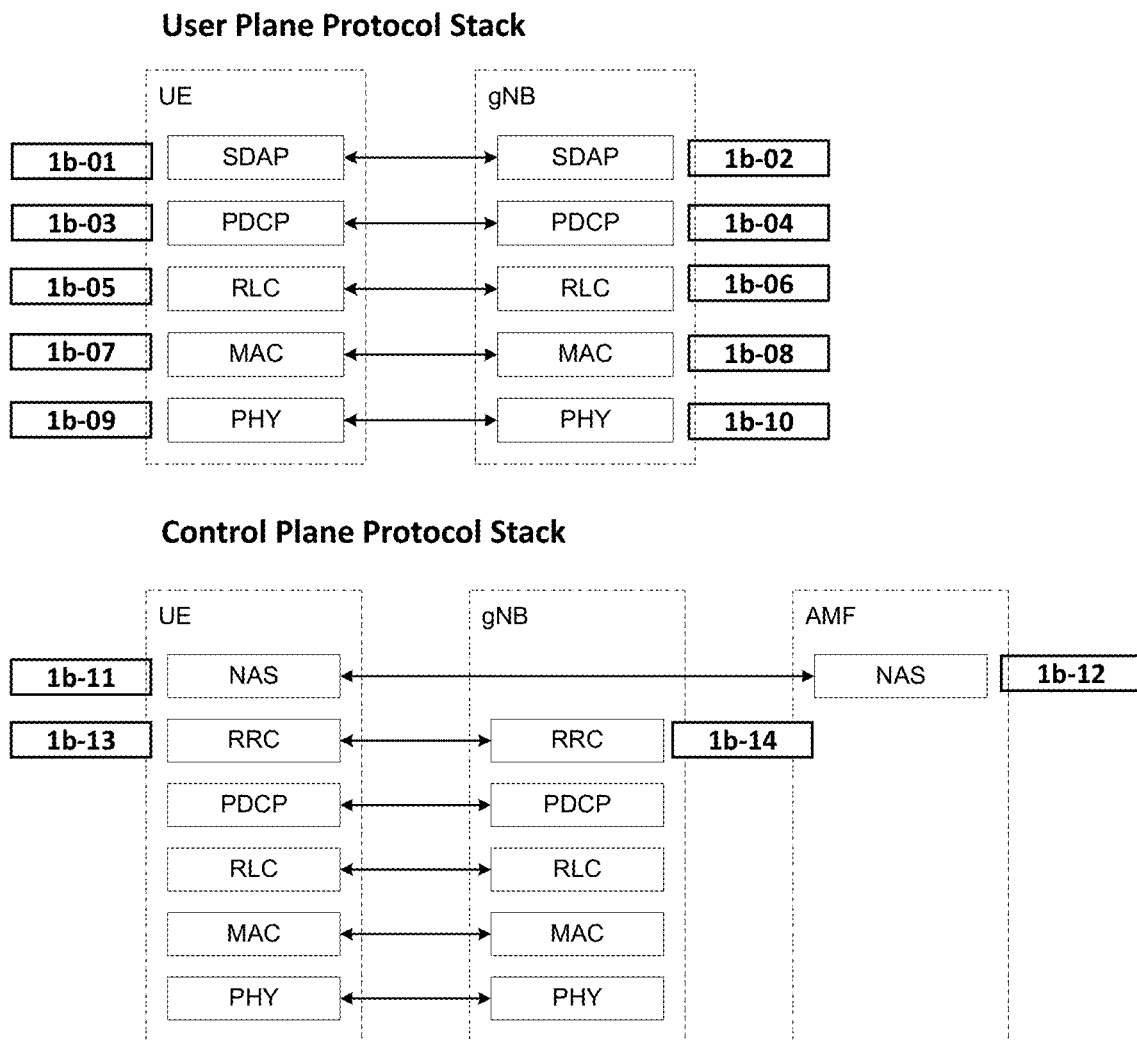 User Plane Protocol Stack
UE gNB
1b-01 SDAP SDAP 1b-02
1b-03 PDCP PDCP 1b-04
1b-05 RLC RLC 1b-06
1b-07 MAC MAC 1b-08
1b-09 PHY PHY 1b-10
Control Plane Protocol Stack
UE gNB AMF
1b-11 NAS NAS 1b-12
1b-13 RRC RRC 1b-14
PDCP PDCP
RLC RLC
MAC MAC
PHY PHY